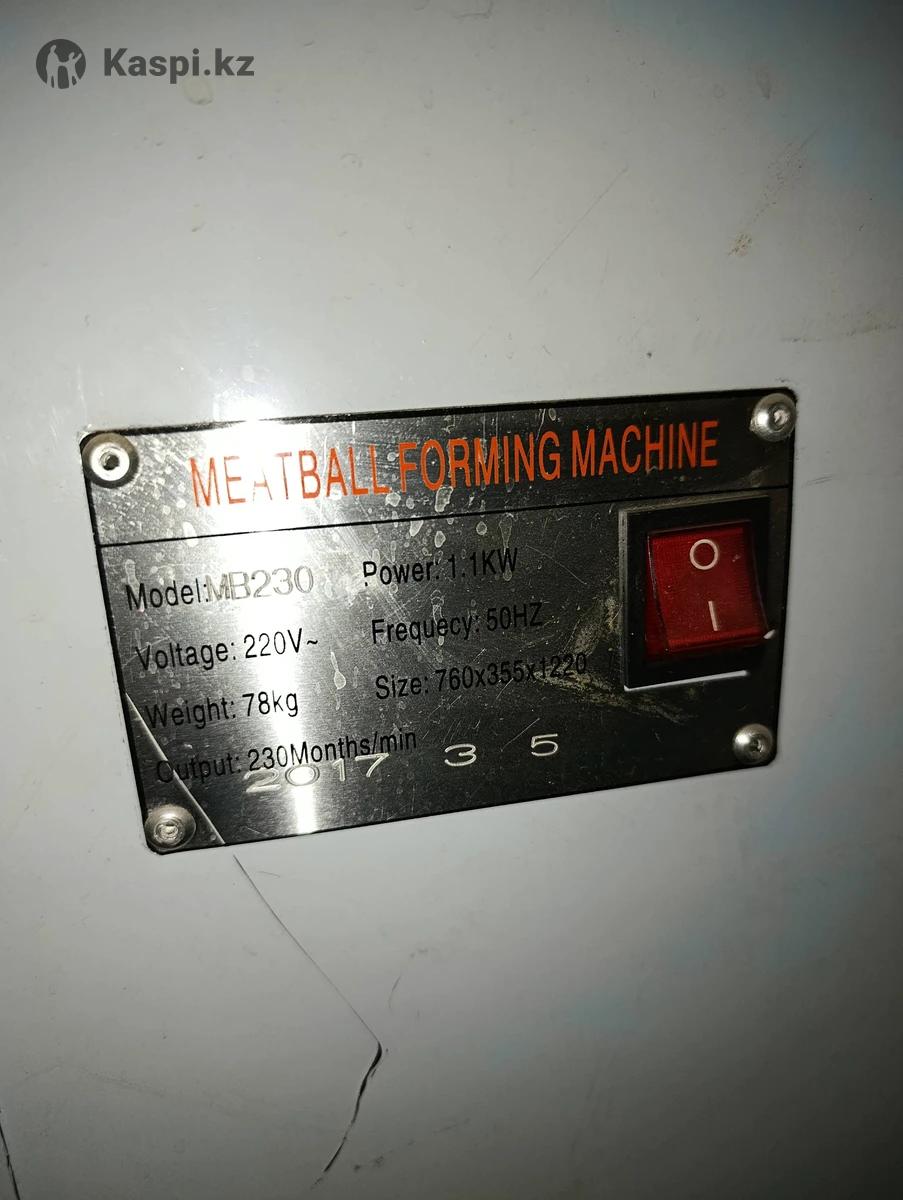 Kaspi.kz
MEATBALL FORMING MACHINE
Model:MB230 Power: 1.1KW
Voltage: 220V~ Frequecy: 50HZ
Weight: 78kg Size: 760x355x1220
Output: 230Months/min
2017 3 5
O
I